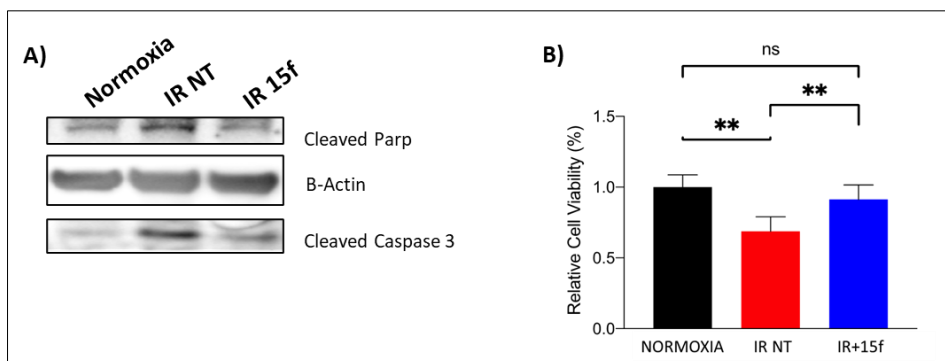 A)
Normoxia
IR NT
IR 15f
Cleaved Parp
B-Actin
Cleaved Caspase 3
B)
ns
**
**
Relative Cell Viability (%)
1.5
1.0
0.5
0.0
NORMOXIA
IR NT
IR+15f